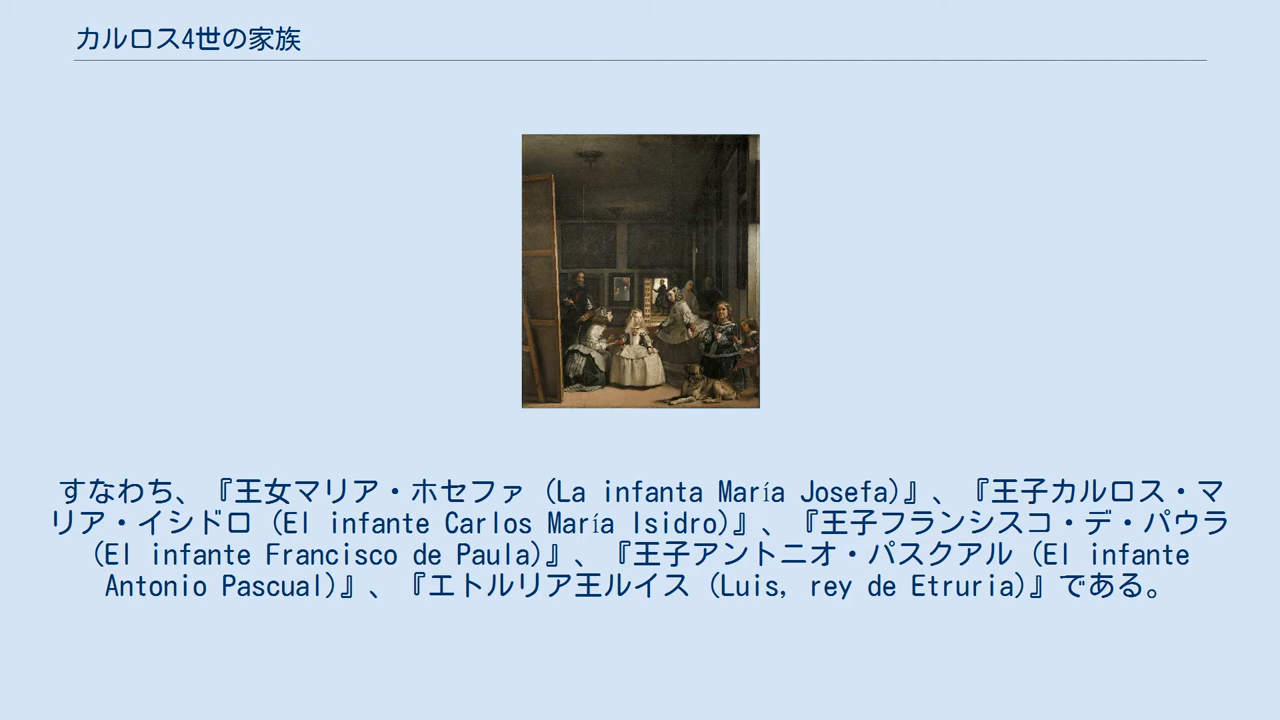 カルロス4世の家族
すなわち、『王女マリア・ホセファ (La infanta María Josefa)』、『王子カルロス・マ
リア・イシドロ (El infante Carlos María Isidro)』、『王子フランシスコ・デ・パウラ
(El infante Francisco de Paula)』、『王子アントニオ・パスクアル (El infante
Antonio Pascual)』、『エトルリア王ルイス (Luis, rey de Etruria)』である。